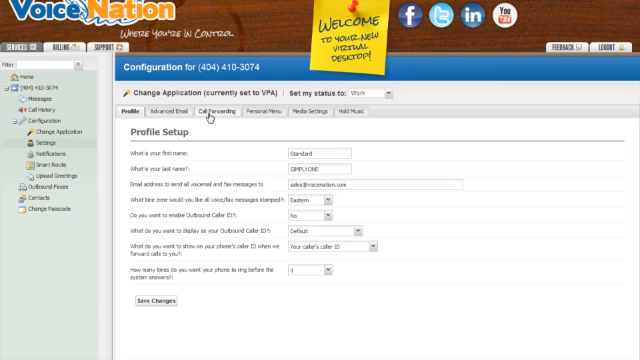 VoiceNation
WHERE YOU'RE IN CONTROL
WELCOME
TO YOUR NEW
VIRTUAL
DESKTOP!
f
in
You
Tube
SERVICES
BILLING
SUPPORT
FEEDBACK
LOGOUT
Filter:
Home
(404) 410-3074
Messages
Call History
Configuration
Change Application
Settings
Notifications
Smart Route
Upload Greetings
Outbound Faxes
Contacts
Change Passcode
Configuration for (404) 410-3074
Change Application (currently set to VPA) | Set my status to: Work
Profile Advanced Email Call Forwarding Personal Menu Media Settings Hold Music
Profile Setup
What is your first name: Standard
What is your last name?: SIMPLYONE
Email address to send all voicemail and fax messages to sales@voicenation.com
What time zone would you like all voice/fax messages stamped?: Eastern
Do you want to enable Outbound Caller ID?: No
What do you want to display as your Outbound Caller ID?: Default
What do you want to show on your phone's caller ID when we
forward calls to you?: Your caller's caller ID
How many times do you want your phone to ring before the
system answers?: 1
Save Changes